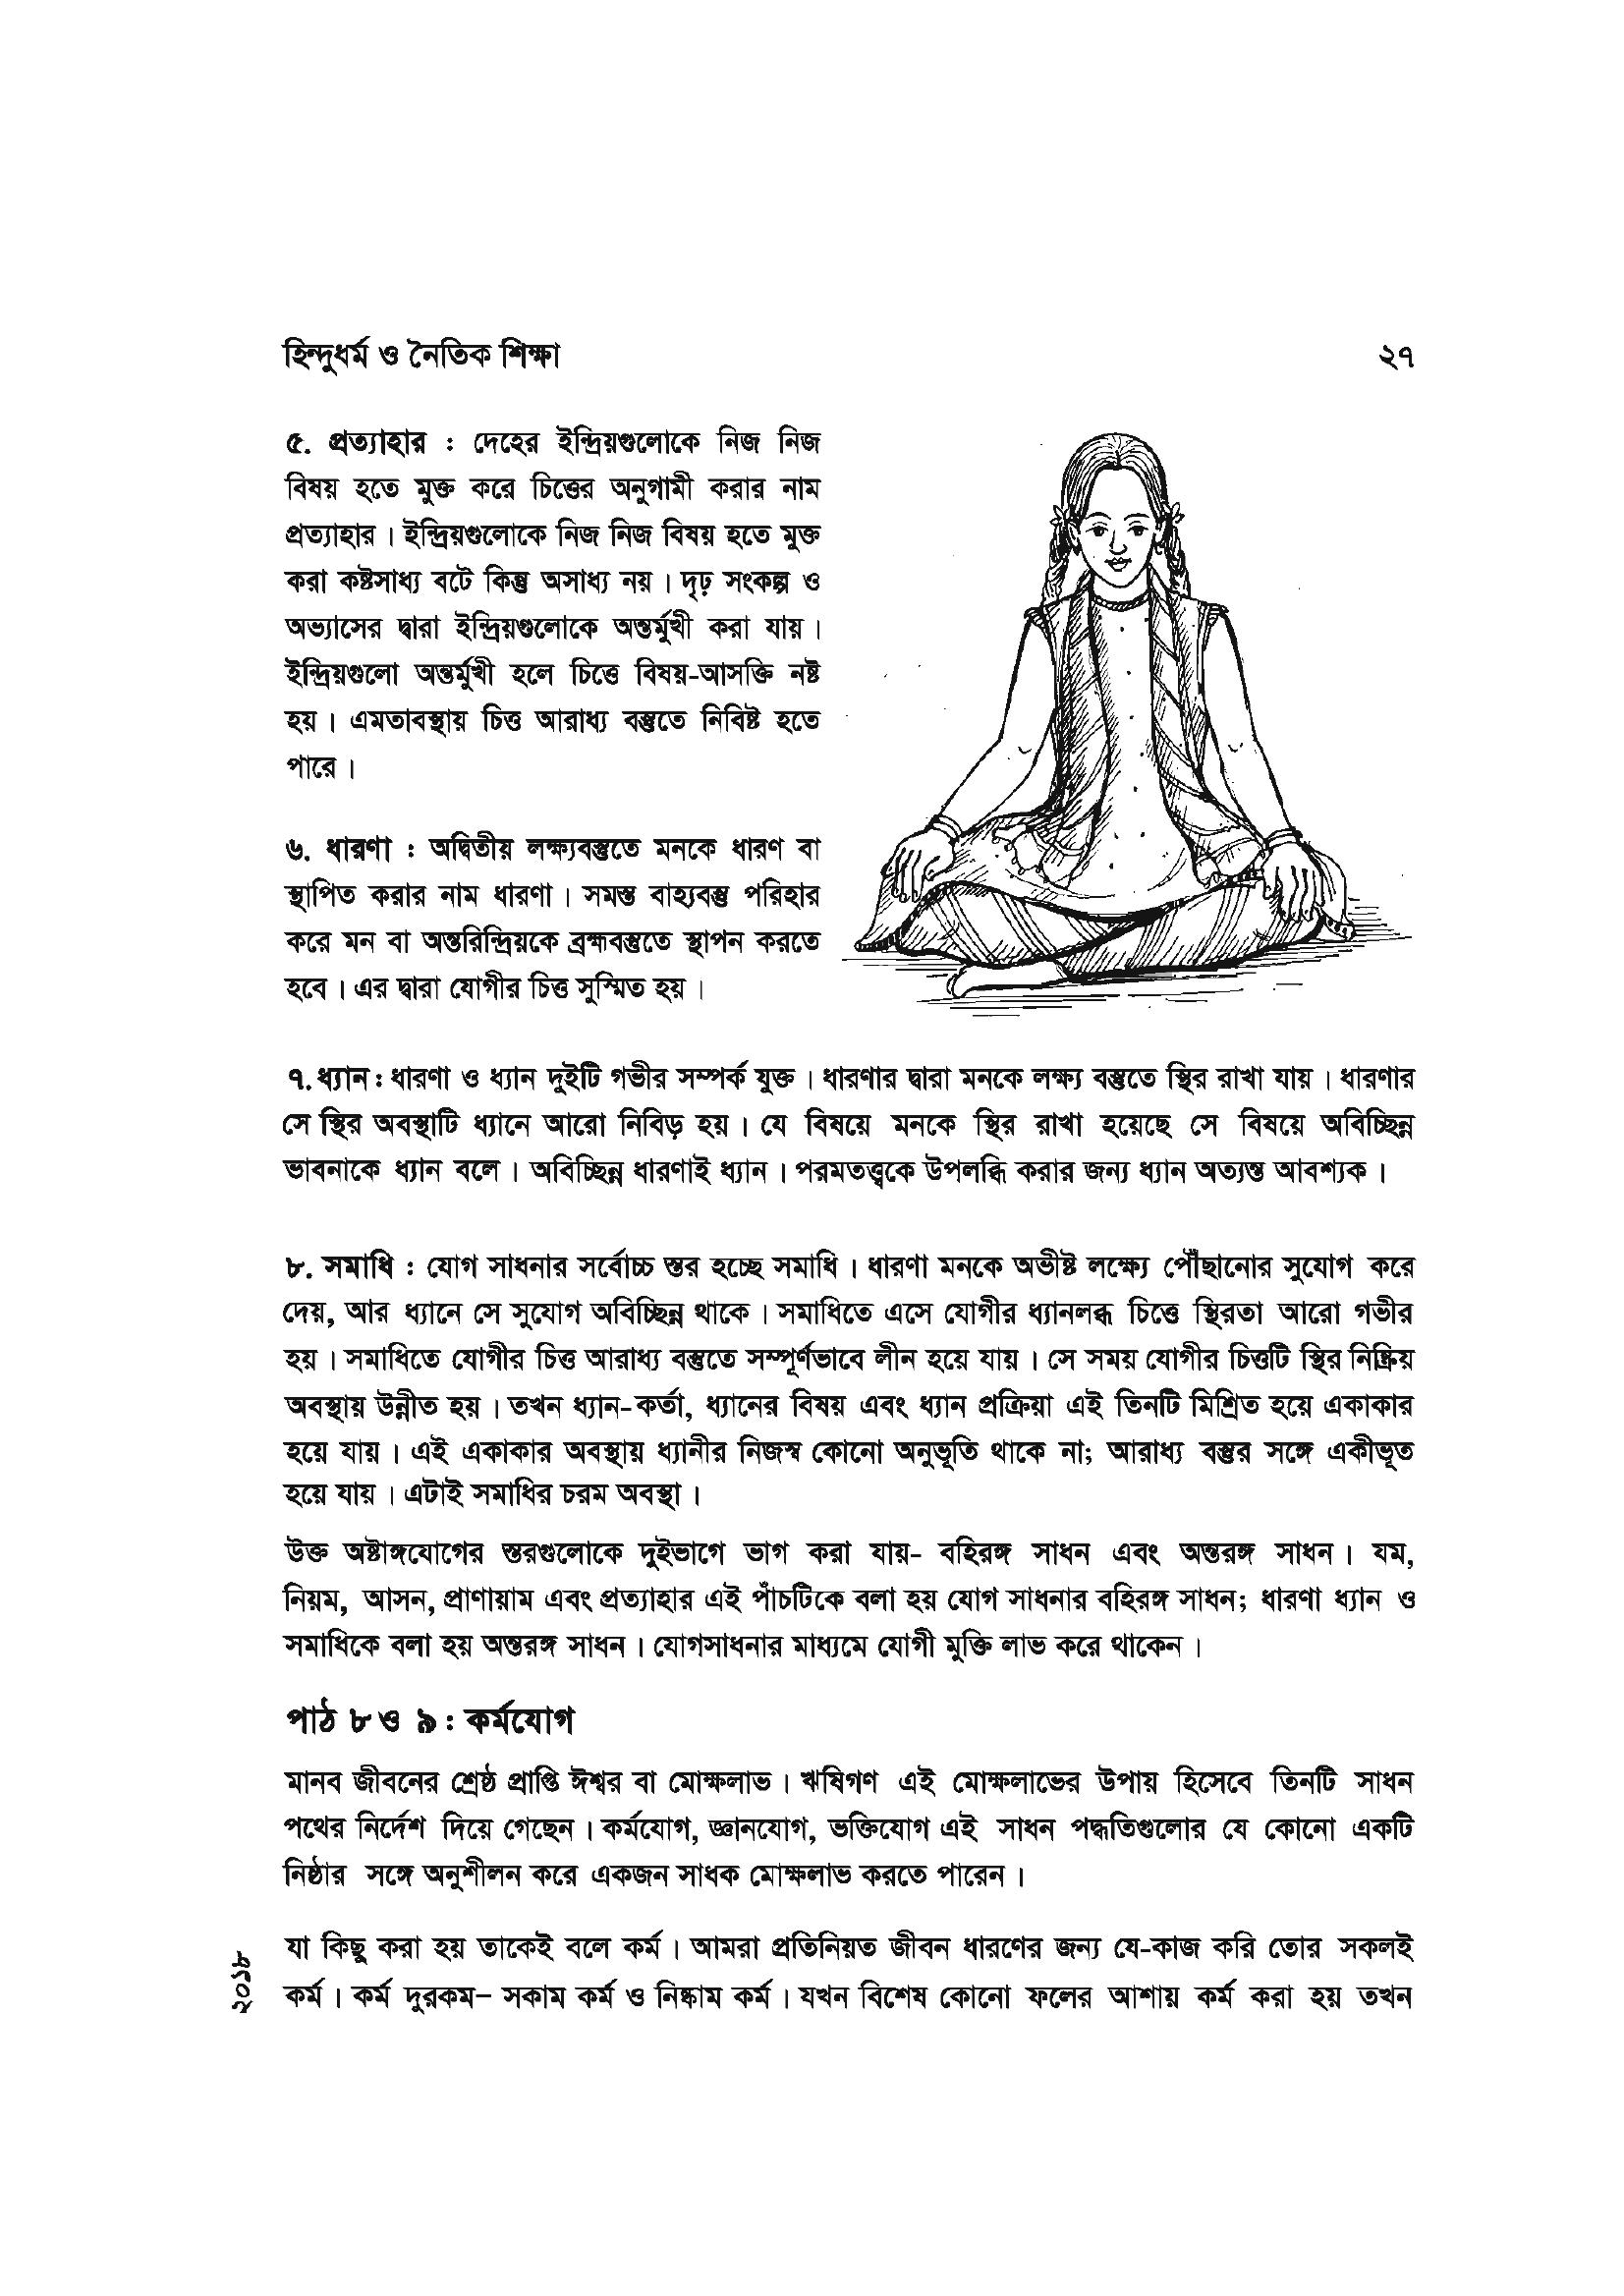 হিন্দুধর্ম ও নৈতিক শিক্ষা ২৭
৫. প্রত্যাহার : দেহের ইন্দ্রিয়গুলোকে নিজ নিজ
বিষয় হতে মুক্ত করে চিত্তের অনুগামী করার নাম
প্রত্যাহার। ইন্দ্রিয়গুলোকে নিজ নিজ বিষয় হতে মুক্ত
করা কষ্টসাধ্য বটে কিন্তু অসাধ্য নয়। দৃঢ় সংকল্প ও
অভ্যাসের দ্বারা ইন্দ্রিয়গুলোকে অন্তর্মুখী করা যায়।
ইন্দ্রিয়গুলো অন্তর্মুখী হলে চিত্তে বিষয়-আসক্তি নষ্ট
হয়। এমতাবস্থায় চিত্ত আরাধ্য বস্তুতে নিবিষ্ট হতে
পারে।
৬. ধারণা : অদ্বিতীয় লক্ষ্যবস্তুতে মনকে ধারণ বা
স্থাপিত করার নাম ধারণা। সমস্ত বাহ্যবস্তু পরিহার
করে মন বা অন্তরিন্দ্রিয়কে ব্রহ্মবস্তুতে স্থাপন করতে
হবে। এর দ্বারা যোগীর চিত্ত সুস্মিত হয়।
৭. ধ্যান : ধারণা ও ধ্যান দুইটি গভীর সম্পর্ক যুক্ত। ধারণার দ্বারা মনকে লক্ষ্য বস্তুতে স্থির রাখা যায়। ধারণার
সে স্থির অবস্থাটি ধ্যানে আরো নিবিড় হয়। যে বিষয়ে মনকে স্থির রাখা হয়েছে সে বিষয়ে অবিচ্ছিন্ন
ভাবনাকে ধ্যান বলে। অবিচ্ছিন্ন ধারণাই ধ্যান। পরমতত্ত্বকে উপলব্ধি করার জন্য ধ্যান অত্যন্ত আবশ্যক।
৮. সমাধি : যোগ সাধনার সর্বোচ্চ স্তর হচ্ছে সমাধি। ধারণা মনকে অভীষ্ট লক্ষ্যে পৌঁছানোর সুযোগ করে
দেয়, আর ধ্যানে সে সুযোগ অবিচ্ছিন্ন থাকে। সমাধিতে এসে যোগীর ধ্যানলব্ধ চিত্তে স্থিরতা আরো গভীর
হয়। সমাধিতে যোগীর চিত্ত আরাধ্য বস্তুতে সম্পূর্ণভাবে লীন হয়ে যায়। সে সময় যোগীর চিত্তটি স্থির নিষ্ক্রিয়
অবস্থায় উন্নীত হয়। তখন ধ্যান-কর্তা, ধ্যানের বিষয় এবং ধ্যান প্রক্রিয়া এই তিনটি মিশ্রিত হয়ে একাকার
হয়ে যায়। এই একাকার অবস্থায় ধ্যানীর নিজস্ব কোনো অনুভূতি থাকে না; আরাধ্য বস্তুর সঙ্গে একীভূত
হয়ে যায়। এটাই সমাধির চরম অবস্থা।
উক্ত অষ্টাঙ্গযোগের স্তরগুলোকে দুইভাগে ভাগ করা যায়- বহিরঙ্গ সাধন এবং অন্তরঙ্গ সাধন। যম,
নিয়ম, আসন, প্রাণায়াম এবং প্রত্যাহার এই পাঁচটিকে বলা হয় যোগ সাধনার বহিরঙ্গ সাধন; ধারণা ধ্যান ও
সমাধিকে বলা হয় অন্তরঙ্গ সাধন। যোগসাধনার মাধ্যমে যোগী মুক্তি লাভ করে থাকেন।
পাঠ ৮ ও ৯ : কর্মযোগ
মানব জীবনের শ্রেষ্ঠ প্রাপ্তি ঈশ্বর বা মোক্ষলাভ। ঋষিগণ এই মোক্ষলাভের উপায় হিসেবে তিনটি সাধন
পথের নির্দেশ দিয়ে গেছেন। কর্মযোগ, জ্ঞানযোগ, ভক্তিযোগ এই সাধন পদ্ধতিগুলোর যে কোনো একটি
নিষ্ঠার সঙ্গে অনুশীলন করে একজন সাধক মোক্ষলাভ করতে পারেন।
যা কিছু করা হয় তাকেই বলে কর্ম। আমরা প্রতিনিয়ত জীবন ধারণের জন্য যে-কাজ করি তোর সকলই
কর্ম। কর্ম দুরকম– সকাম কর্ম ও নিষ্কাম কর্ম। যখন বিশেষ কোনো ফলের আশায় কর্ম করা হয় তখন
২০১৮